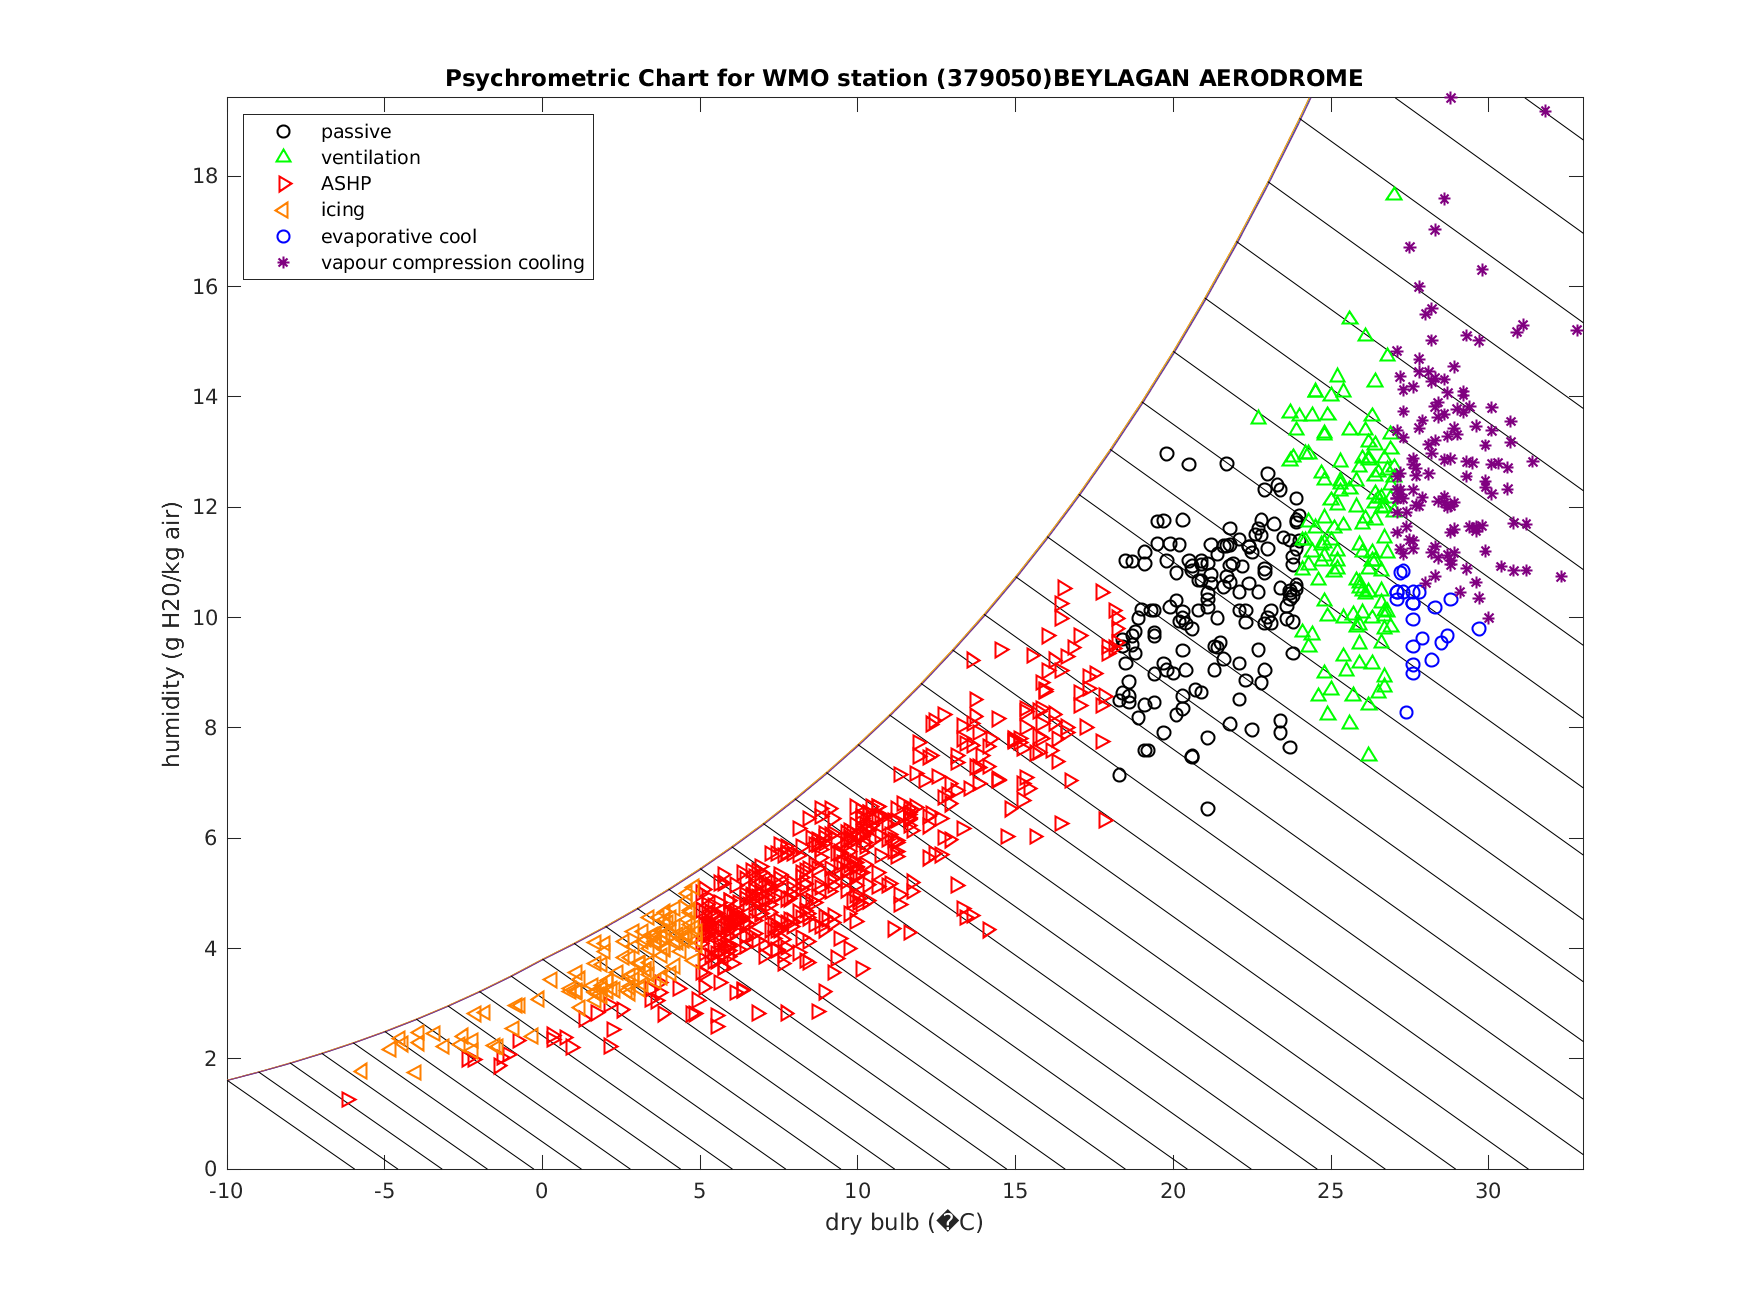 Psychrometric Chart for WMO station (379050)BEYLAGAN AERODROME
passive
ventilation
ASHP
icing
evaporative cool
vapour compression cooling
humidity (g H20/kg air)
18
16
14
12
10
8
6
4
2
0
-10 -5 0 5 10 15 20 25 30
dry bulb (�C)